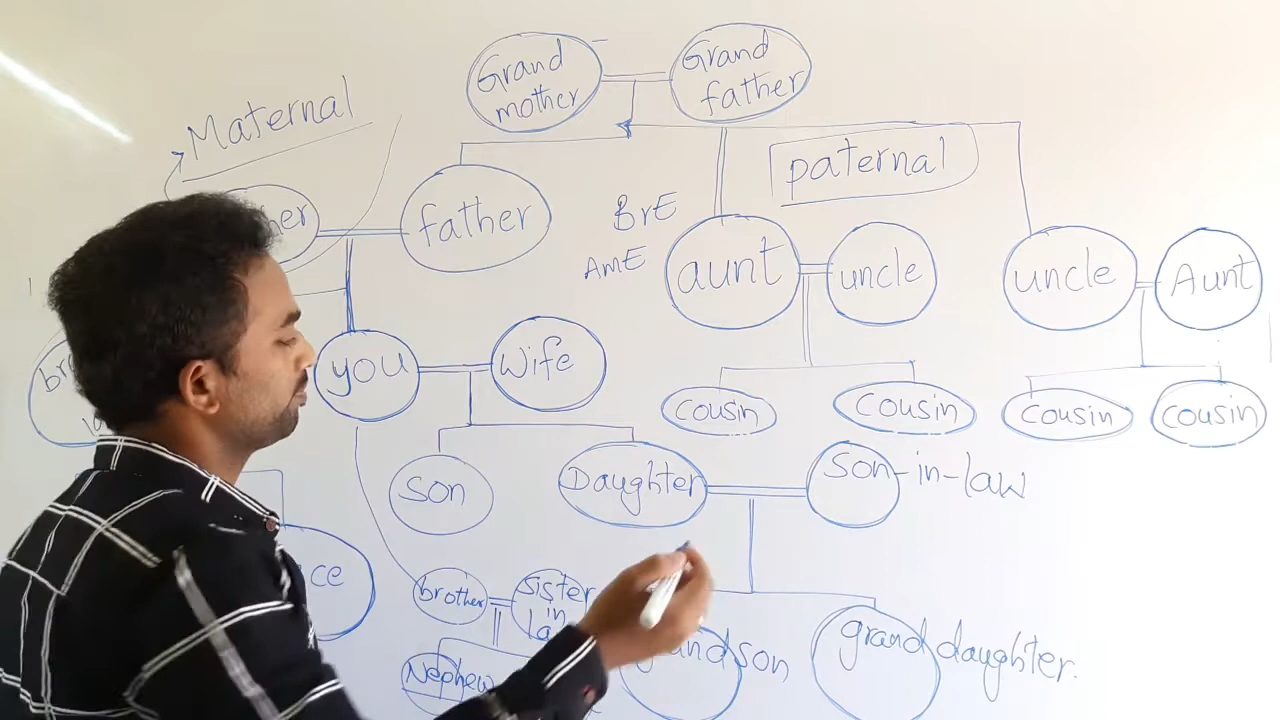 Grand
mother
Grand
father
Maternal
paternal
father
BrE
AmE
aunt
uncle
uncle
Aunt
you
Wife
cousin
cousin
cousin
cousin
son
Daughter
son-in-law
brother
sister
in
Nephew
grand daughter.